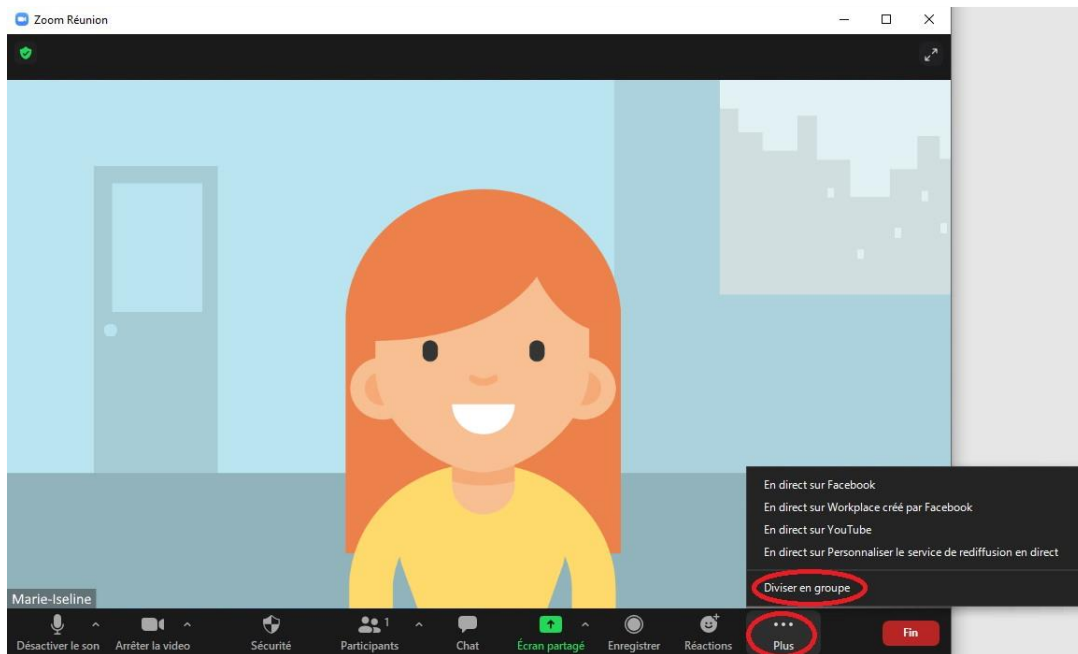 Zoom Réunion
En direct sur Facebook
En direct sur Workplace créé par Facebook
En direct sur YouTube
En direct sur Personnaliser le service de rediffusion en direct
Diviser en groupe
Marie-Iseline
1
Désactiver le son Arrêter la video Sécurité Participants Chat Écran partagé Enregistrer Réactions Plus Fin